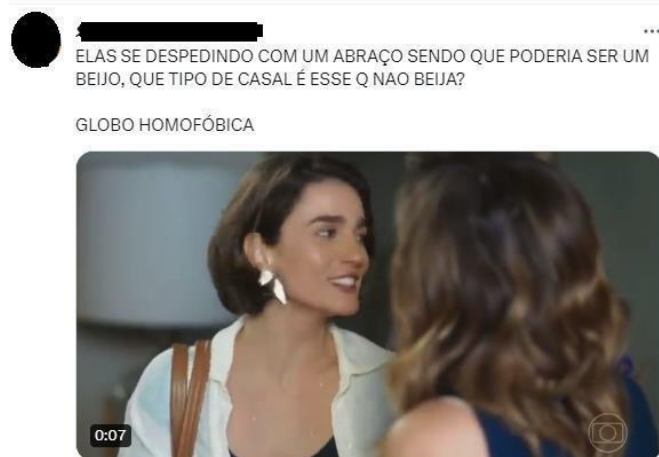 ELAS SE DESPEDINDO COM UM ABRAÇO SENDO QUE PODERIA SER UM
BEIJO, QUE TIPO DE CASAL É ESSE Q NAO BEIJA?
GLOBO HOMOFÓBICA
0:07